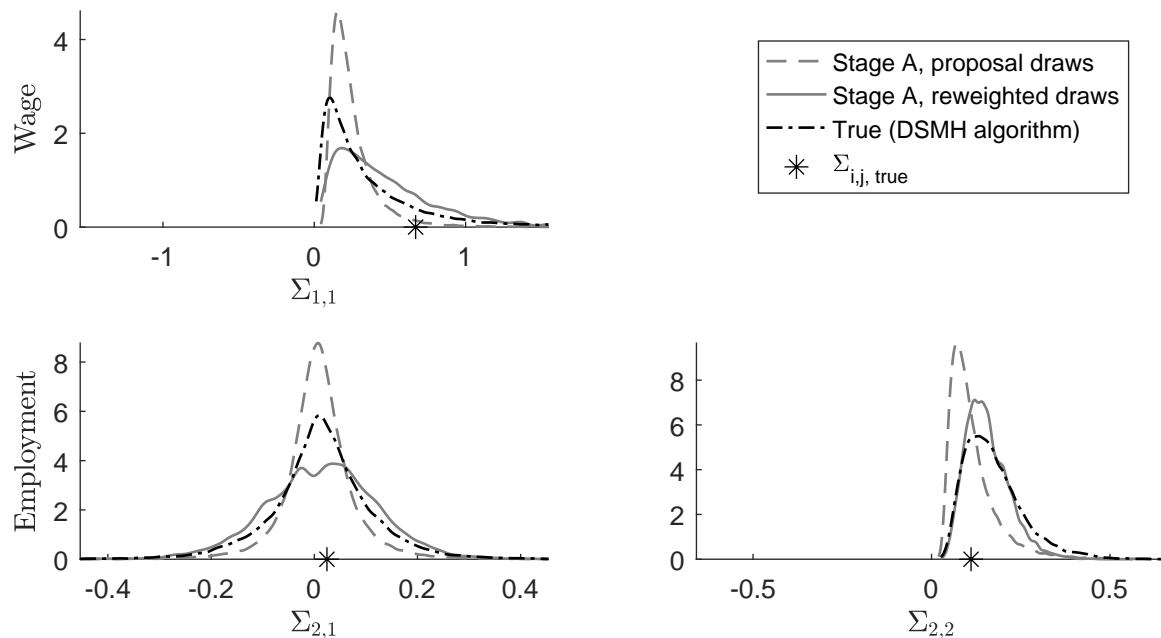 4
2
0
Wage
-1
0
1
Σ1,1
Stage A, proposal draws
Stage A, reweighted draws
True (DSMH algorithm)
Σi,j, true
8
6
4
2
0
Employment
-0.4
-0.2
0
0.2
0.4
Σ2,1
8
6
4
2
0
-0.5
0
0.5
Σ2,2